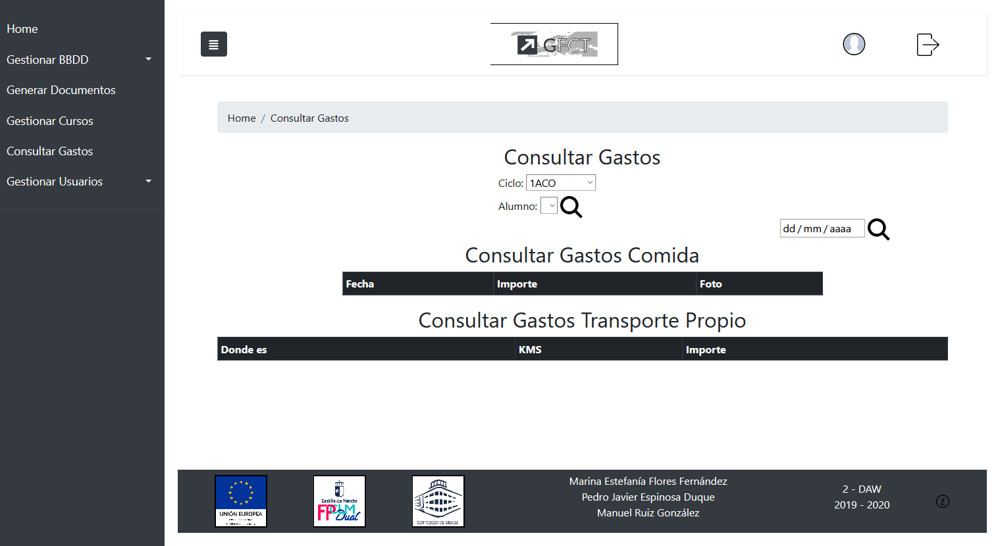 Home
Gestionar BBDD
Generar Documentos
Gestionar Cursos
Consultar Gastos
Gestionar Usuarios
GFCT
Home / Consultar Gastos
Consultar Gastos
Ciclo: 1ACO
Alumno:
dd / mm / aaaa
Consultar Gastos Comida
Fecha Importe Foto
Consultar Gastos Transporte Propio
Donde es KMS Importe
UNIÓN EUROPEA
Castilla-La Mancha
FPCLM
Dual
CIFP VIRGEN DE GRACIA
Marina Estefanía Flores Fernández
Pedro Javier Espinosa Duque
Manuel Ruiz González
2 - DAW
2019 - 2020
i